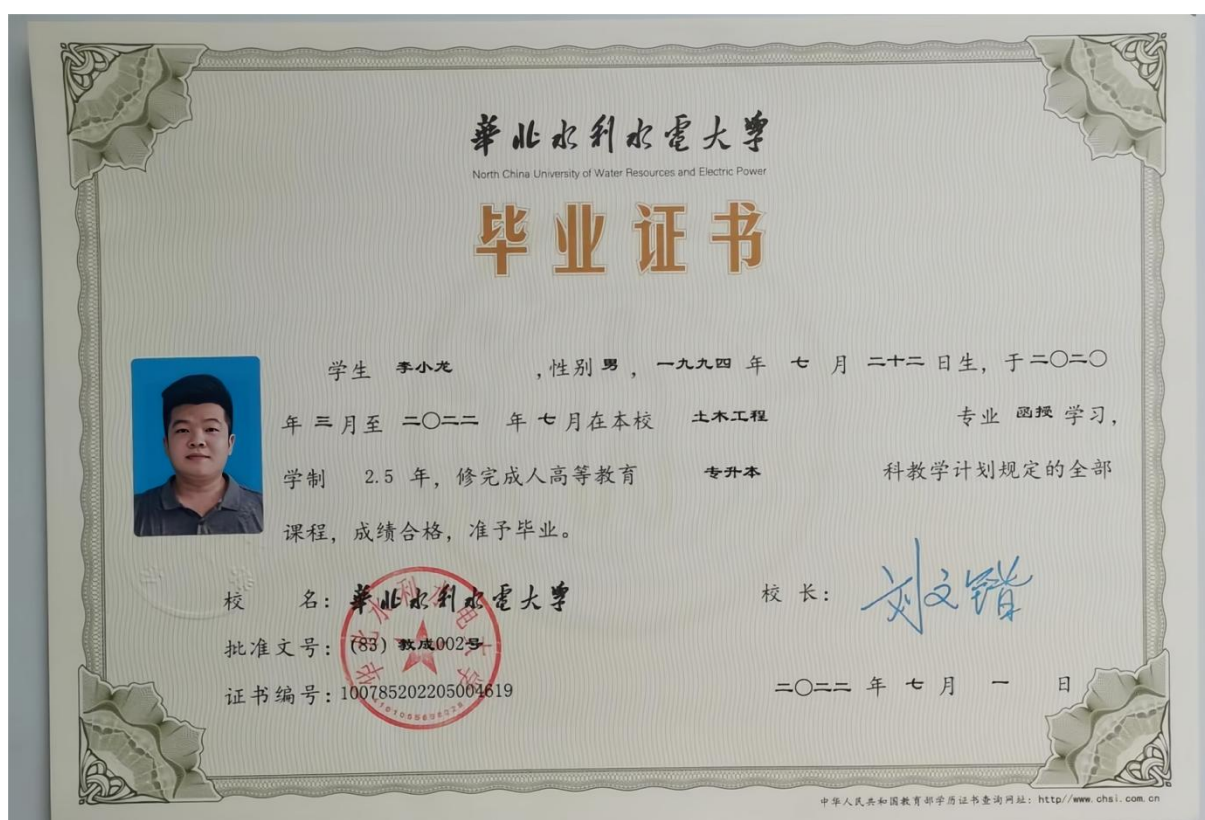 華北水利水電大學
North China University of Water Resources and Electric Power
毕业证书
学生 李小龙 ,性别 男 , 一九九四 年 七 月 二十二 日生, 于 二〇二〇
年 三 月至 二〇二二 年 七 月在本校 土木工程 专业 函授 学习,
学制 2.5 年, 修完成人高等教育 专升本 科教学计划规定的全部
课程, 成绩合格, 准予毕业。
校 名: 華北水利水電大學
校 长: 刘文锴
批准文号: (83) 教成002号
证书编号: 100785202205004619
二〇二二 年 七 月 一 日
华北水利水电大学
中华人民共和国教育部学历证书查询网址: http//www.chsi.com.cn